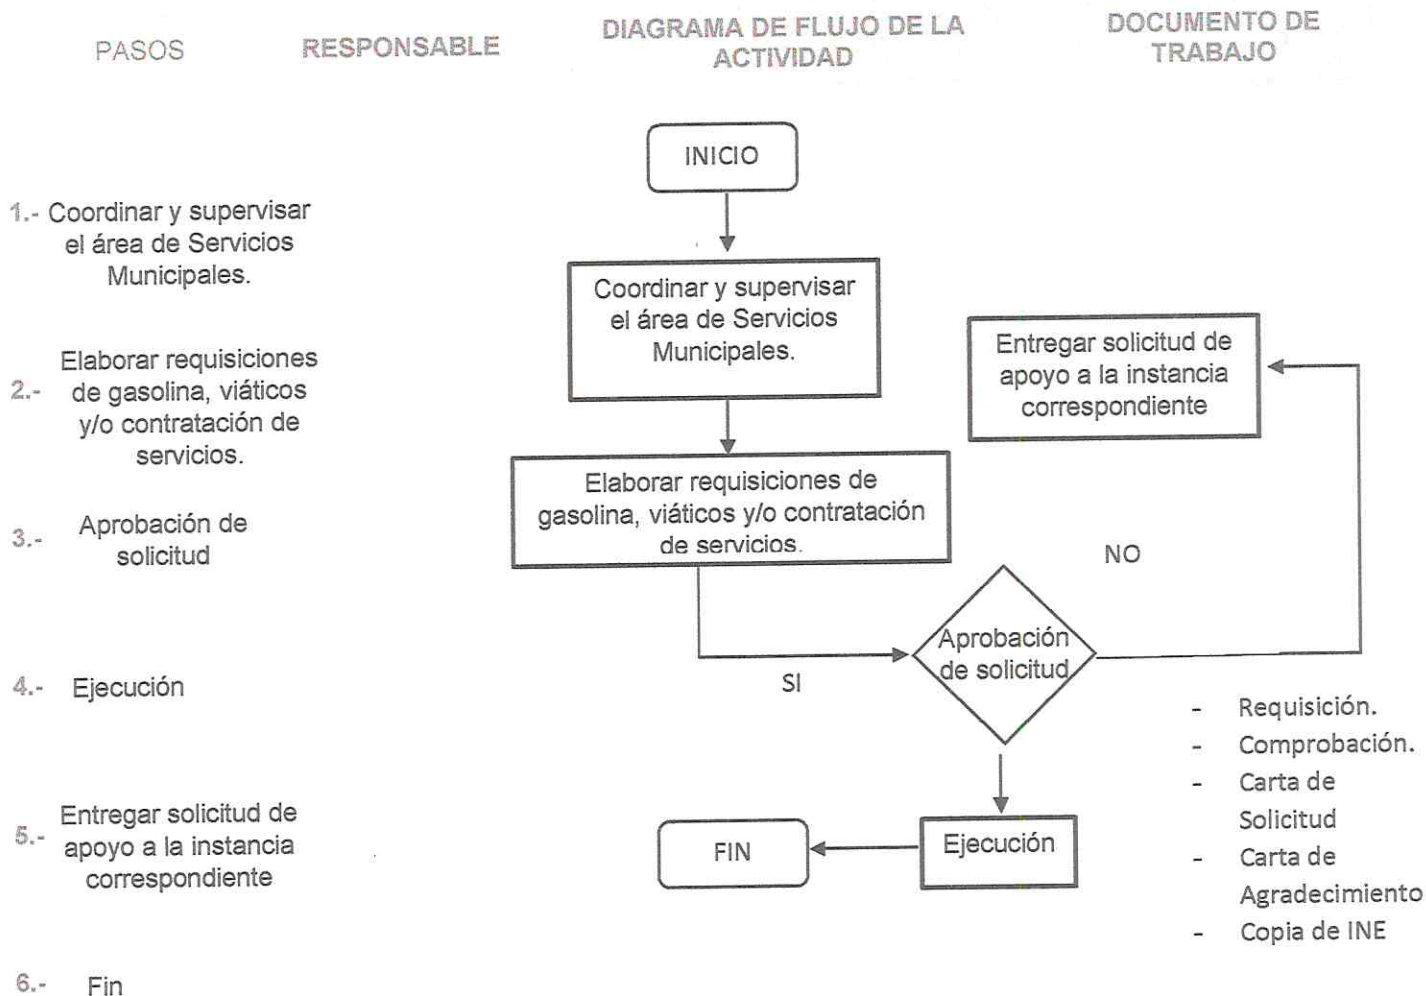 PASOS
RESPONSABLE
DIAGRAMA DE FLUJO DE LA
ACTIVIDAD
DOCUMENTO DE
TRABAJO
1.- Coordinar y supervisar
el área de Servicios
Municipales.
2.- Elaborar requisiciones
de gasolina, viáticos
y/o contratación de
servicios.
3.- Aprobación de
solicitud
4.- Ejecución
5.- Entregar solicitud de
apoyo a la instancia
correspondiente
6.- Fin
INICIO
Coordinar y supervisar
el área de Servicios
Municipales.
Elaborar requisiciones de
gasolina, viáticos y/o contratación
de servicios.
SI
Aprobación
de solicitud
NO
Entregar solicitud de
apoyo a la instancia
correspondiente
Ejecución
FIN
- Requisición.
- Comprobación.
- Carta de
Solicitud
- Carta de
Agradecimiento
- Copia de INE